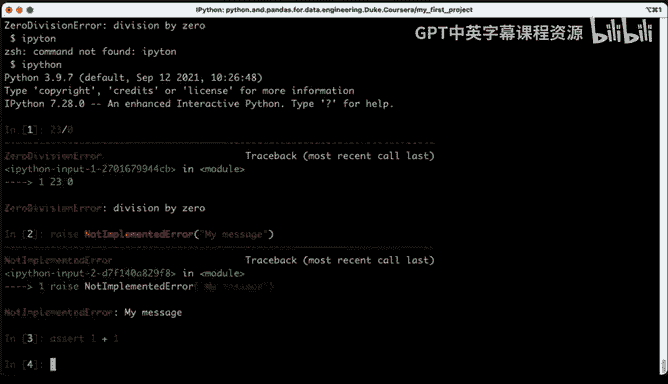 IPython: python.and.pandas.for.data.engineering.Duke.Coursera/my_first_project
⌥⌘1
GPT中英字幕课程资源 bilibili
ZeroDivisionError: division by zero
$ ipyton
zsh: command not found: ipyton
$ ipython
Python 3.9.7 (default, Sep 12 2021, 10:26:48)
Type 'copyright', 'credits' or 'license' for more information
IPython 7.28.0 -- An enhanced Interactive Python. Type '?' for help.
In [1]: 23/0
ZeroDivisionError Traceback (most recent call last)
<ipython-input-1-2701679944cb> in <module>
----> 1 23 0
ZeroDivisionError: division by zero
In [2]: raise NotImplementedError("My message")
NotImplementedError Traceback (most recent call last)
<ipython-input-2-d7f140a829f8> in <module>
----> 1 raise NotImplementedError("My message")
NotImplementedError: My message
In [3]: assert 1 + 1
In [4]: